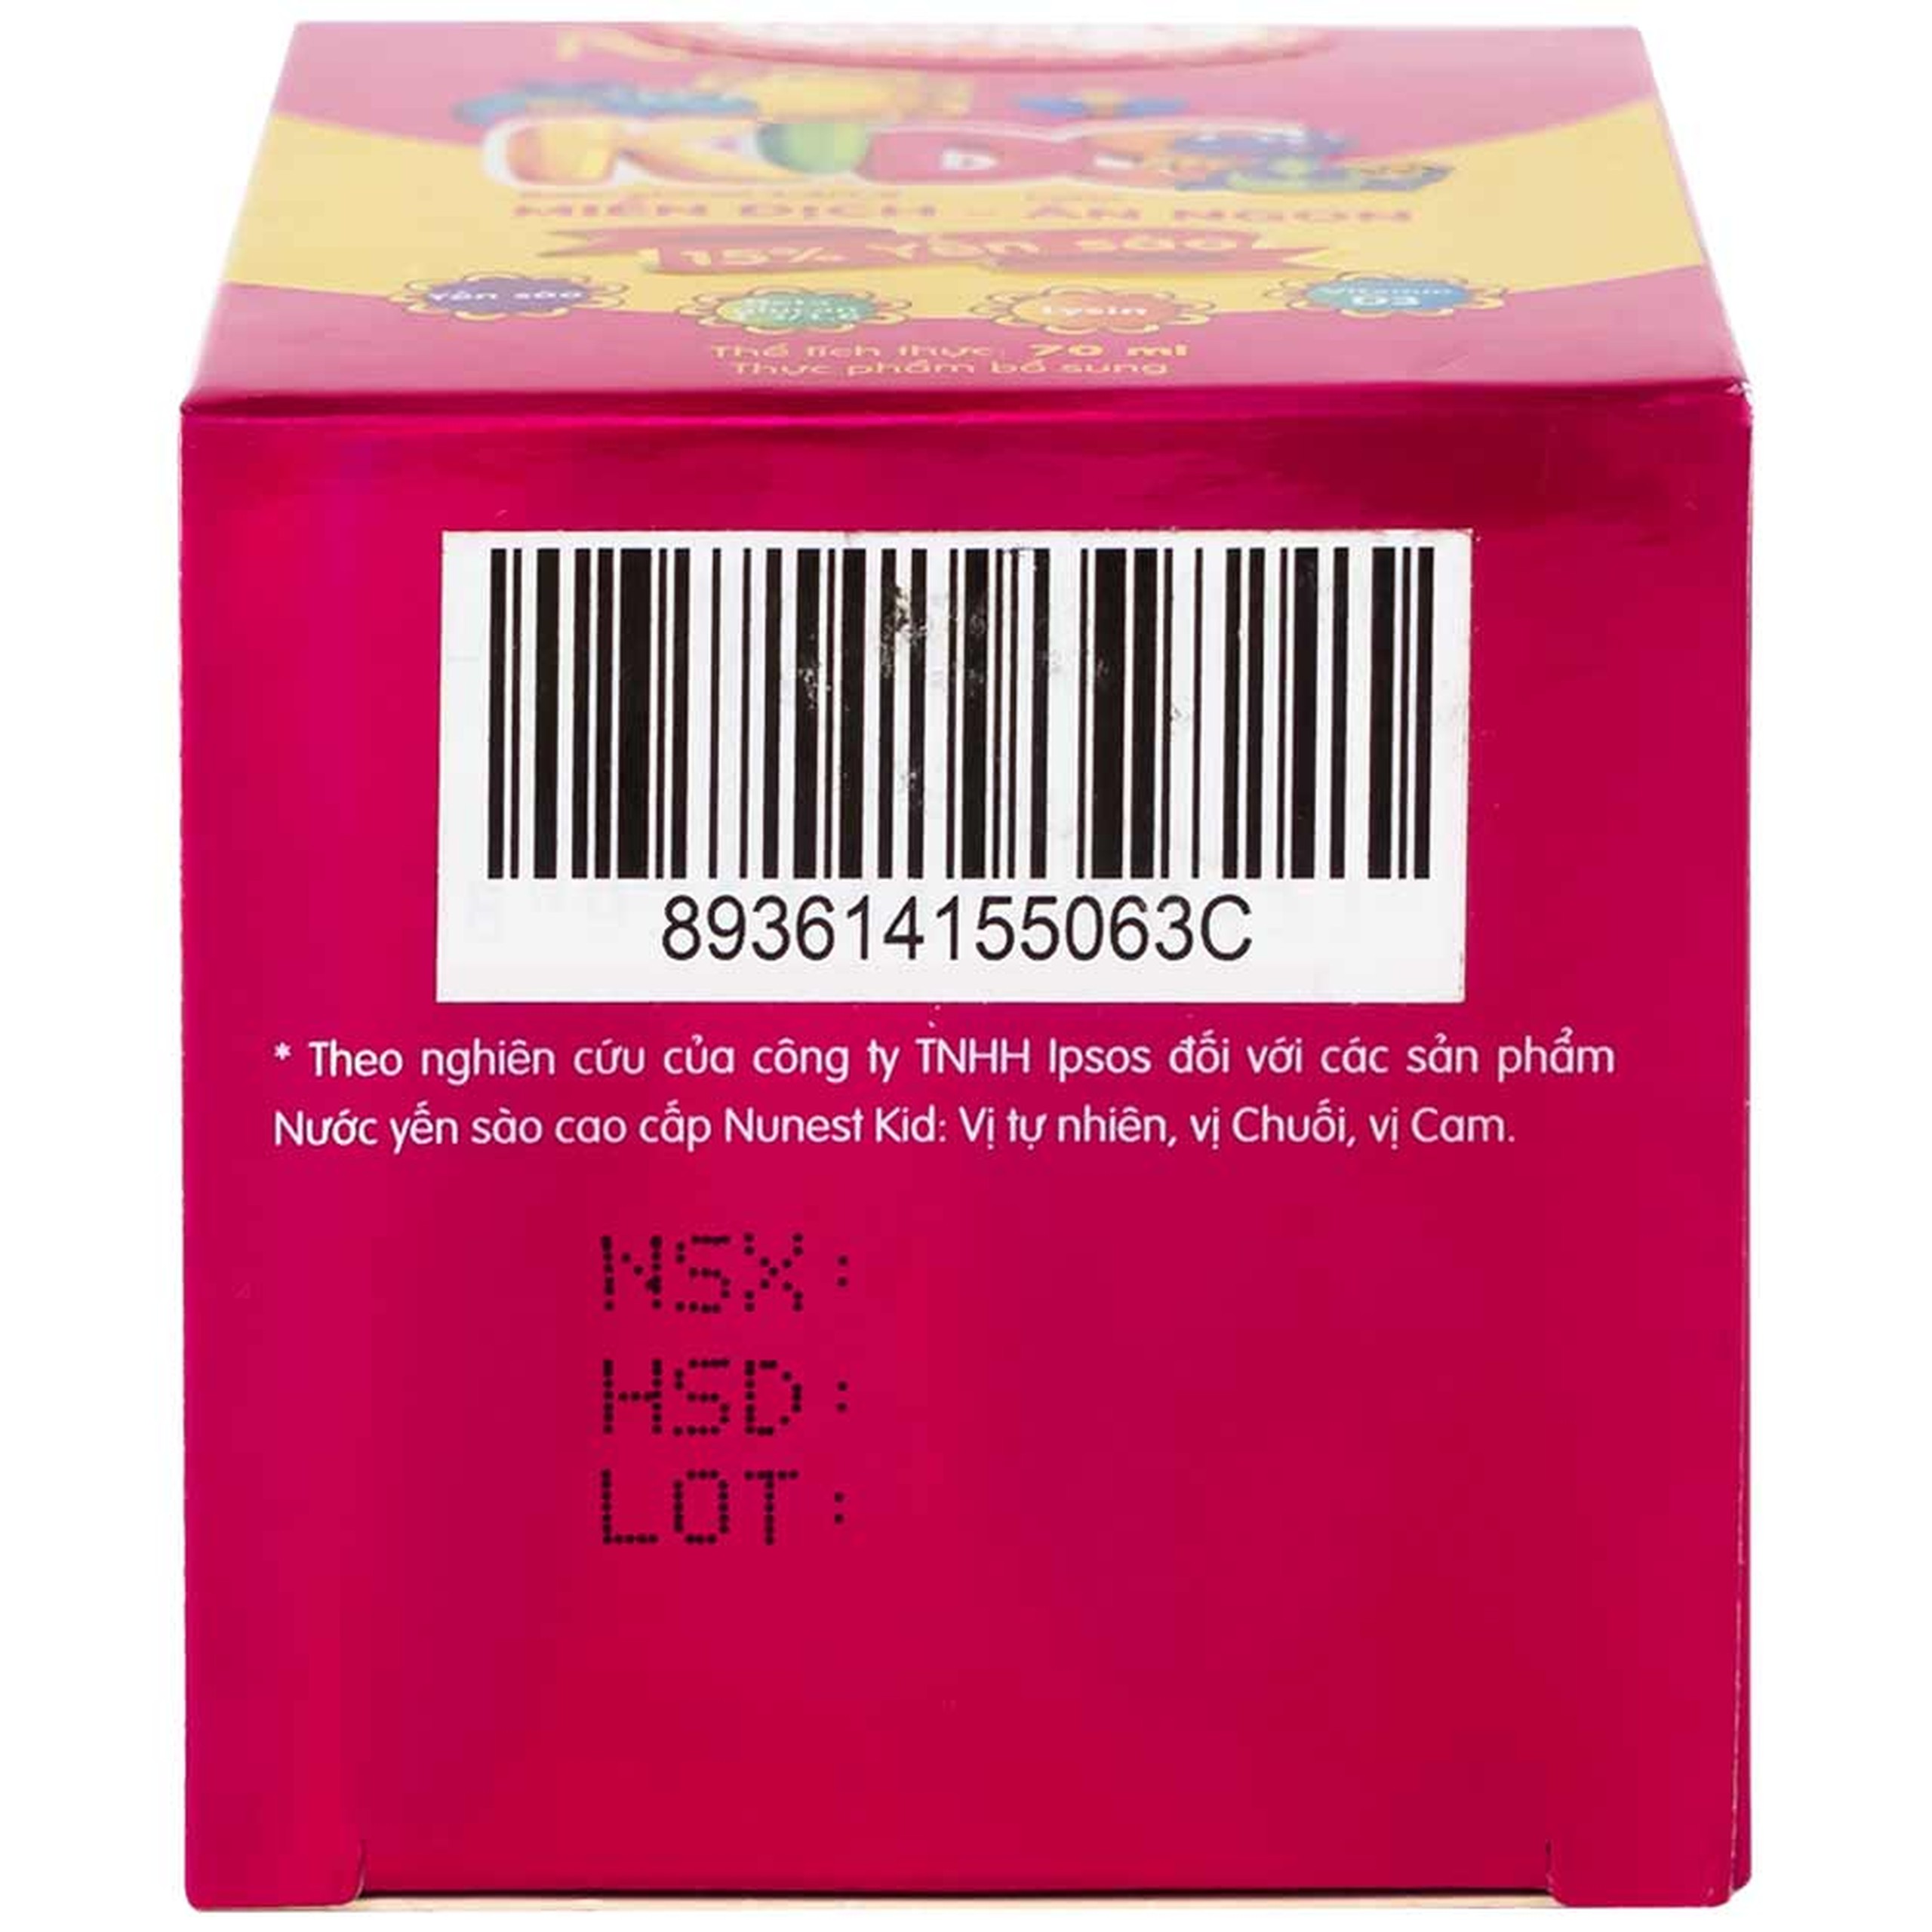 KIDS
MIỄN DỊCH - ĂN NGON
15% Yến sào
Yến sào
Lysin
Vitamin D3
Thể tích thực: 70 ml
Thực phẩm bổ sung
893614155063C
* Theo nghiên cứu của công ty TNHH Ipsos đối với các sản phẩm
Nước yến sào cao cấp Nunest Kid: Vị tự nhiên, vị Chuối, vị Cam.
NSX:
HSD:
LOT: